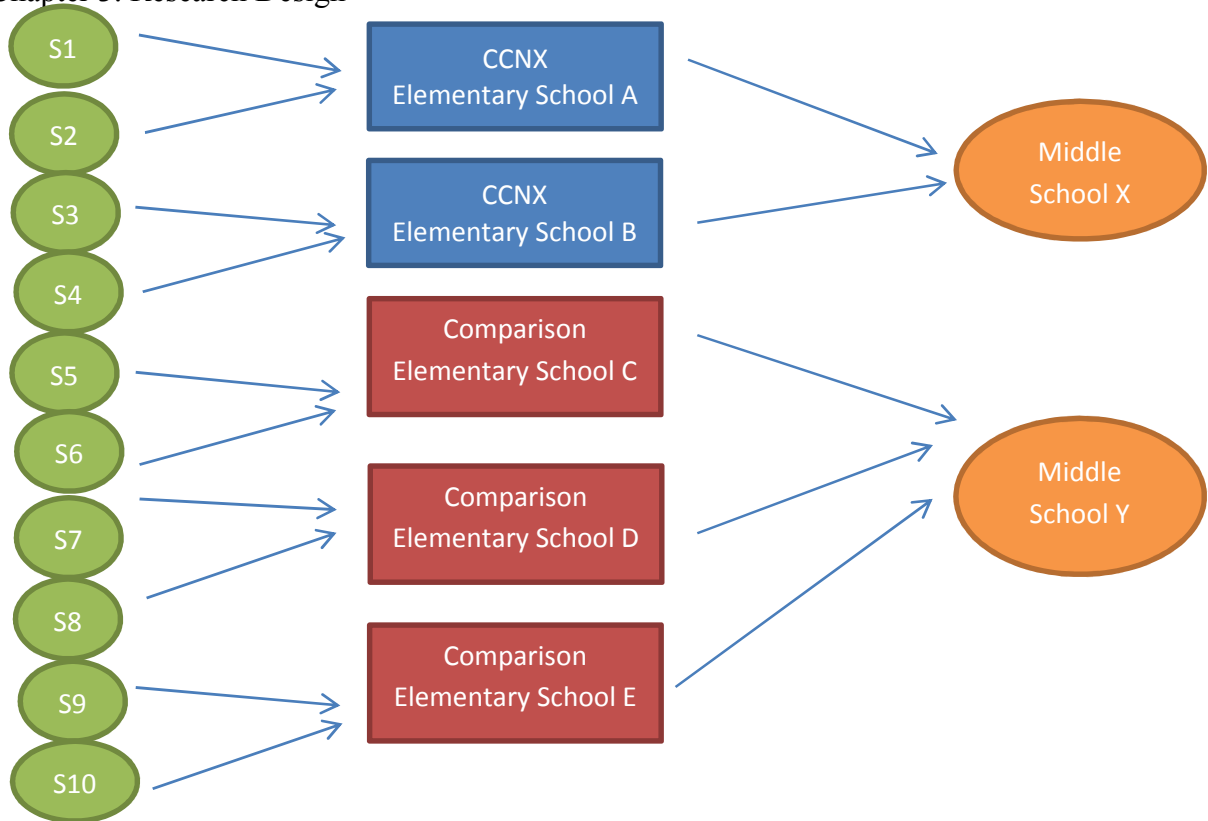 S1
S2
S3
S4
S5
S6
S7
S8
S9
S10
CCNX
Elementary School A
CCNX
Elementary School B
Comparison
Elementary School C
Comparison
Elementary School D
Comparison
Elementary School E
Middle
School X
Middle
School Y